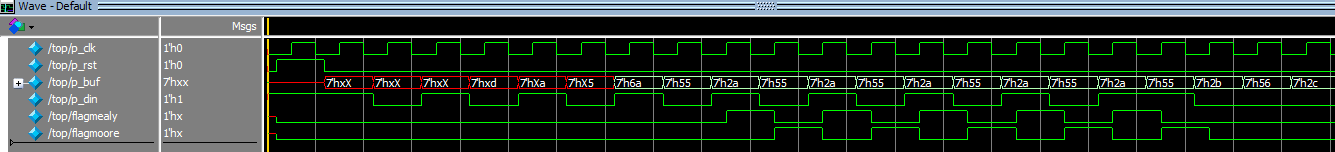 Wave - Default
Msgs
/top/p_clk 1'h0
/top/p_rst 1'h0
/top/p_buf 7'hxx 7'hxX 7'hxX 7'hxX 7'hxd 7'hXa 7'hX5 7'h6a 7'h55 7'h2a 7'h55 7'h2a 7'h55 7'h2a 7'h55 7'h2a 7'h55 7'h2a 7'h55 7'h2b 7'h56 7'h2c
/top/p_din 1'h1
/top/flagmealy 1'hx
/top/flagmoore 1'hx